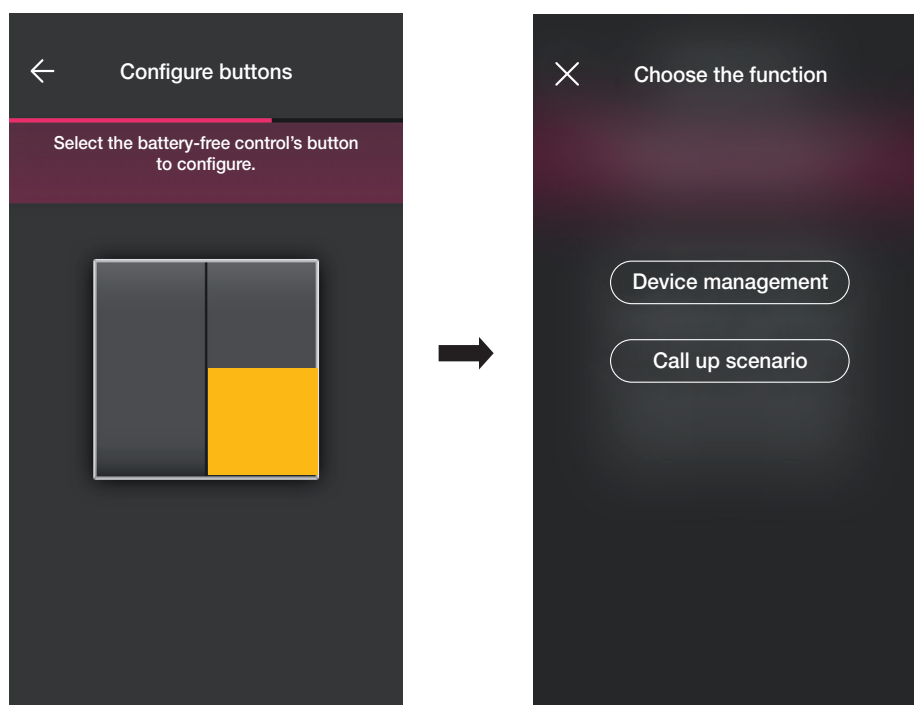 Configure buttons
Select the battery-free control's button
to configure.
Choose the function
Device management
Call up scenario